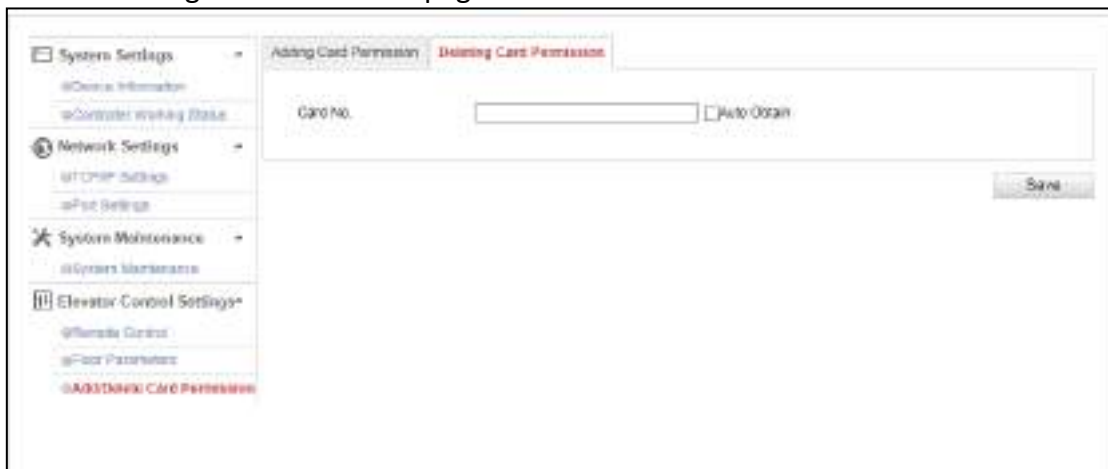 System Settings
Device Information
Controller Working Status
Network Settings
TCP/IP Settings
Port Settings
System Maintenance
System Maintenance
Elevator Control Settings
Remote Control
Floor Parameters
Add/Delete Card Permission
Adding Card Permission
Deleting Card Permission
Card No.
Auto Obtain
Save